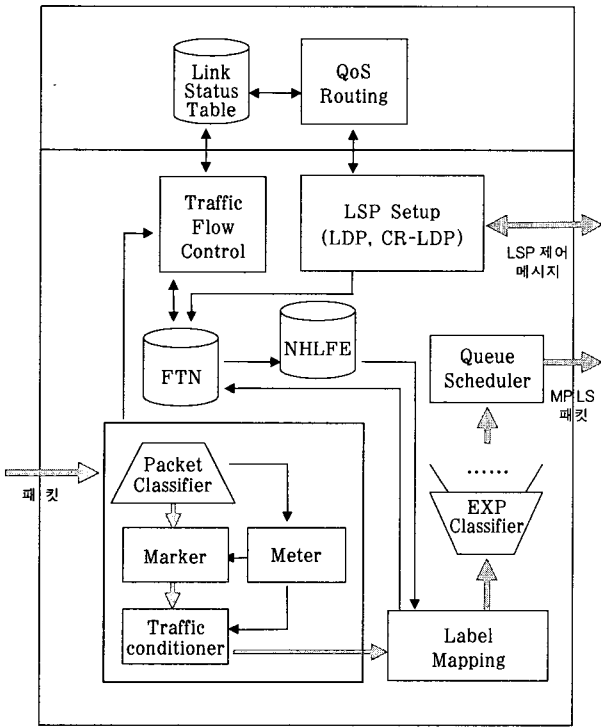 Link
Status
Table
QoS
Routing
Traffic
Flow
Control
LSP Setup
(LDP, CR-LDP)
LSP 제어
메시지
FTN
NHLFE
Queue
Scheduler
MPLS
패킷
패 킷
Packet
Classifier
......
EXP
Classifier
Marker
Meter
Traffic
conditioner
Label
Mapping